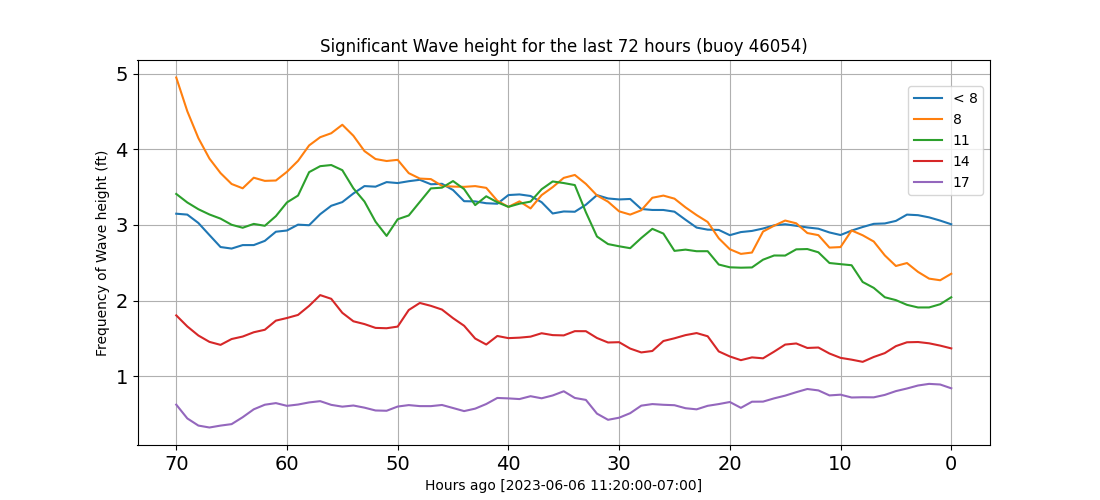 Significant Wave height for the last 72 hours (buoy 46054)
Frequency of Wave height (ft)
5
4
3
2
1
< 8
8
11
14
17
70 60 50 40 30 20 10 0
Hours ago [2023-06-06 11:20:00-07:00]